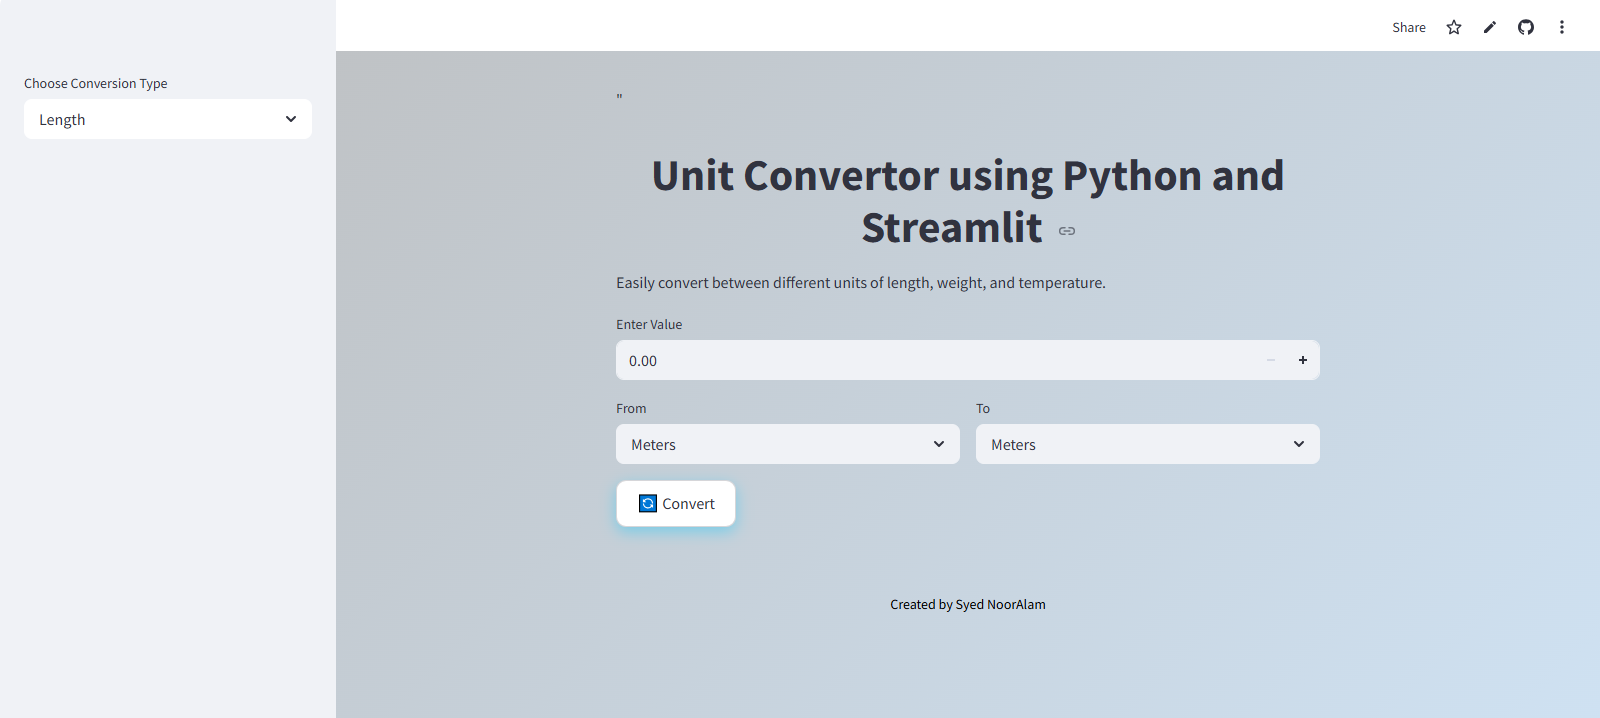 Share
Choose Conversion Type
Length
"
Unit Convertor using Python and
Streamlit
Easily convert between different units of length, weight, and temperature.
Enter Value
0.00
From
To
Meters
Meters
Convert
Created by Syed NoorAlam